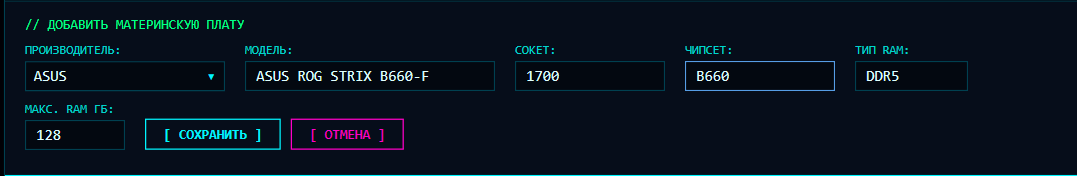 // ДОБАВИТЬ МАТЕРИНСКУЮ ПЛАТУ
ПРОИЗВОДИТЕЛЬ: МОДЕЛЬ: СОКЕТ: ЧИПСЕТ: ТИП RAM:
ASUS ▼ ASUS ROG STRIX B660-F 1700 B660 DDR5
МАКС. RAM ГБ:
128 [ СОХРАНИТЬ ] [ ОТМЕНА ]